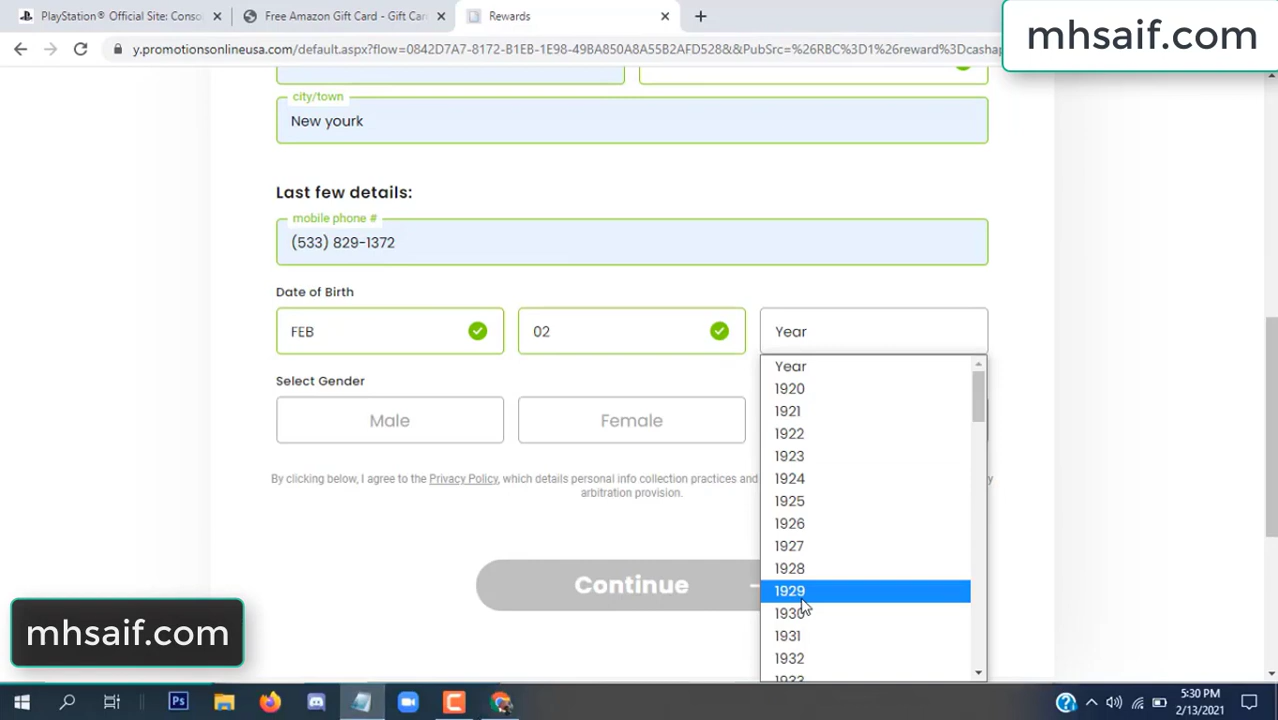 PlayStation® Official Site: Conso
Free Amazon Gift Card - Gift Car
Rewards
y.promotionsonlineusa.com/default.aspx?flow=0842D7A7-8172-B1EB-1E98-49BA850A8A55B2AFD528&&PubSrc=%26RBC%3D1%26reward%3Dcashap
mhsaif.com
city/town
New yourk
Last few details:
mobile phone #
(533) 829-1372
Date of Birth
FEB
02
Year
Select Gender
Male
Female
Year
1920
1921
1922
1923
1924
1925
1926
1927
1928
1929
1930
1931
1932
1933
By clicking below, I agree to the Privacy Policy, which details personal info collection practices and
arbitration provision.
Continue
mhsaif.com
Ps
5:30 PM
2/13/2021